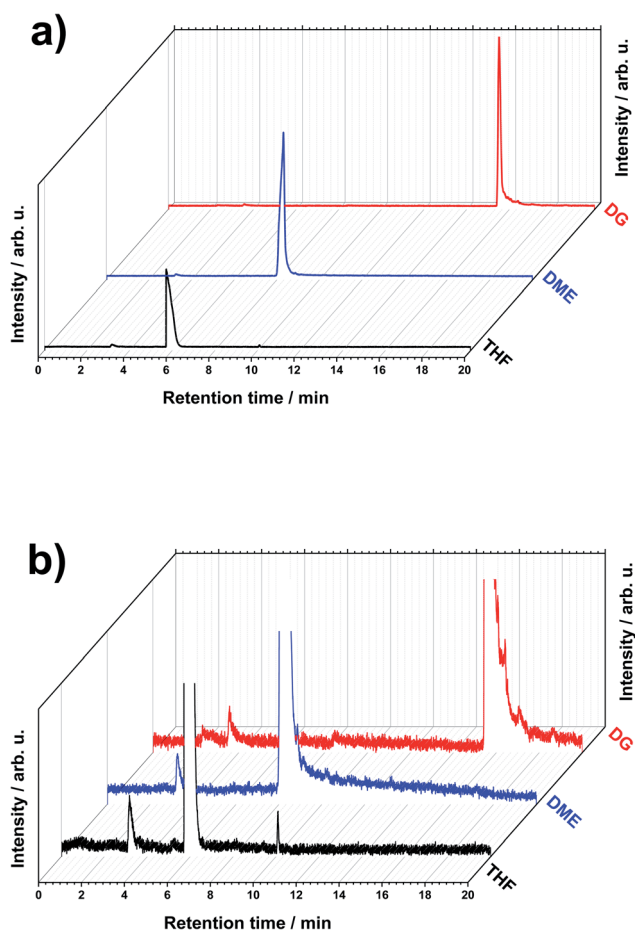 a)
Intensity / arb. u.
Intensity / arb. u.
DG
DME
THF
0 2 4 6 8 10 12 14 16 18 20
Retention time / min
b)
Intensity / arb. u.
Intensity / arb. u.
DG
DME
THF
0 2 4 6 8 10 12 14 16 18 20
Retention time / min